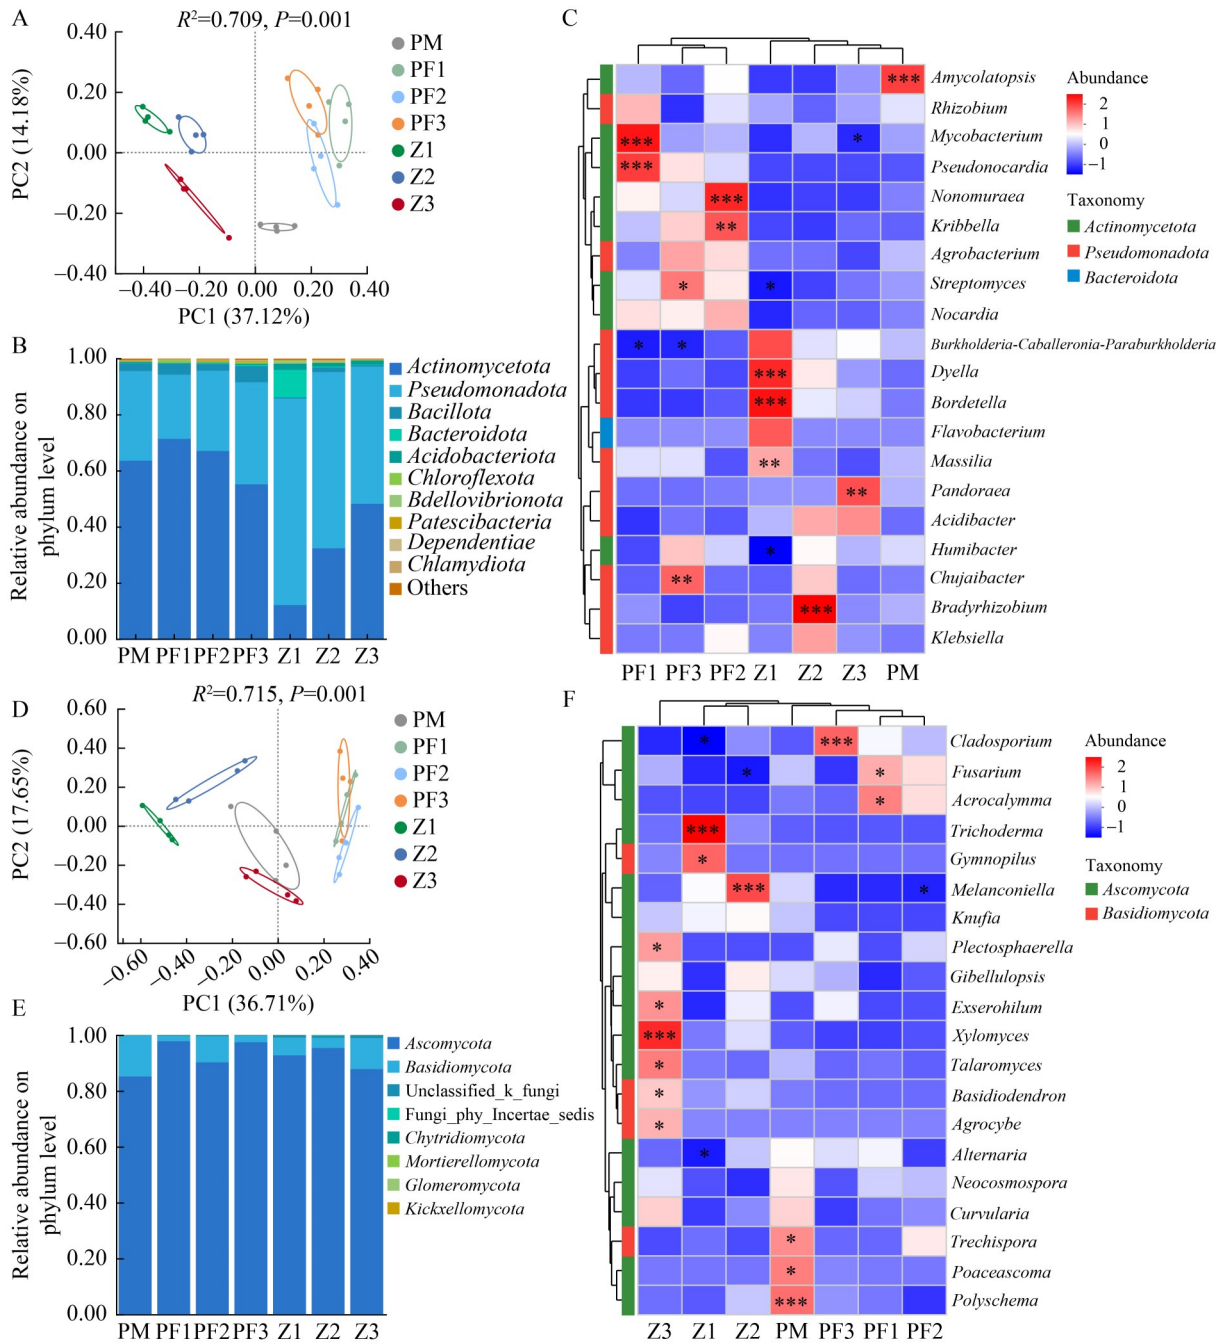 A
R²=0.709, P=0.001
PC2 (14.18%)
0.40
0.20
0.00
−0.20
−0.40
−0.40 −0.20 0.00 0.20 0.40
PC1 (37.12%)
PM
PF1
PF2
PF3
Z1
Z2
Z3
B
Relative abundance on
phylum level
1.00
0.80
0.60
0.40
0.20
0.00
PM PF1 PF2 PF3 Z1 Z2 Z3
Actinomycetota
Pseudomonadota
Bacillota
Bacteroidota
Acidobacteriota
Chloroflexota
Bdellovibrionota
Patescibacteria
Dependentiae
Chlamydiota
Others
C
*** Amycolatopsis
Rhizobium
*** * Mycobacterium
*** Pseudonocardia
*** Nonomuraea
** Kribbella
Agrobacterium
* * Streptomyces
Nocardia
* * Burkholderia-Caballeronia-Paraburkholderia
*** Dyella
*** Bordetella
Flavobacterium
** Massilia
** Pandoraea
Acidibacter
* Humibacter
** Chujaibacter
*** Bradyrhizobium
Klebsiella
PF1 PF3 PF2 Z1 Z2 Z3 PM
Abundance
2
1
0
−1
Taxonomy
Actinomycetota
Pseudomonadota
Bacteroidota
D
R²=0.715, P=0.001
PC2 (17.65%)
0.60
0.40
0.20
0.00
−0.20
−0.40
−0.60
−0.60 −0.40 −0.20 0.00 0.20 0.40
PC1 (36.71%)
PM
PF1
PF2
PF3
Z1
Z2
Z3
E
Relative abundance on
phylum level
1.00
0.80
0.60
0.40
0.20
0.00
PM PF1 PF2 PF3 Z1 Z2 Z3
Ascomycota
Basidiomycota
Unclassified_k_fungi
Fungi_phy_Incertae_sedis
Chytridiomycota
Mortierellomycota
Glomeromycota
Kickxellomycota
F
* *** Cladosporium
* * Fusarium
* Acrocalymma
*** Trichoderma
* Gymnopilus
*** * Melanconiella
Knufia
* Plectosphaerella
Gibellulopsis
* Exserohilum
*** Xylomyces
* Talaromyces
* Basidiodendron
* Agrocybe
* Alternaria
Neocosmospora
Curvularia
* Trechispora
* Poaceascoma
*** Polyschema
Z3 Z1 Z2 PM PF3 PF1 PF2
Abundance
2
1
0
−1
Taxonomy
Ascomycota
Basidiomycota